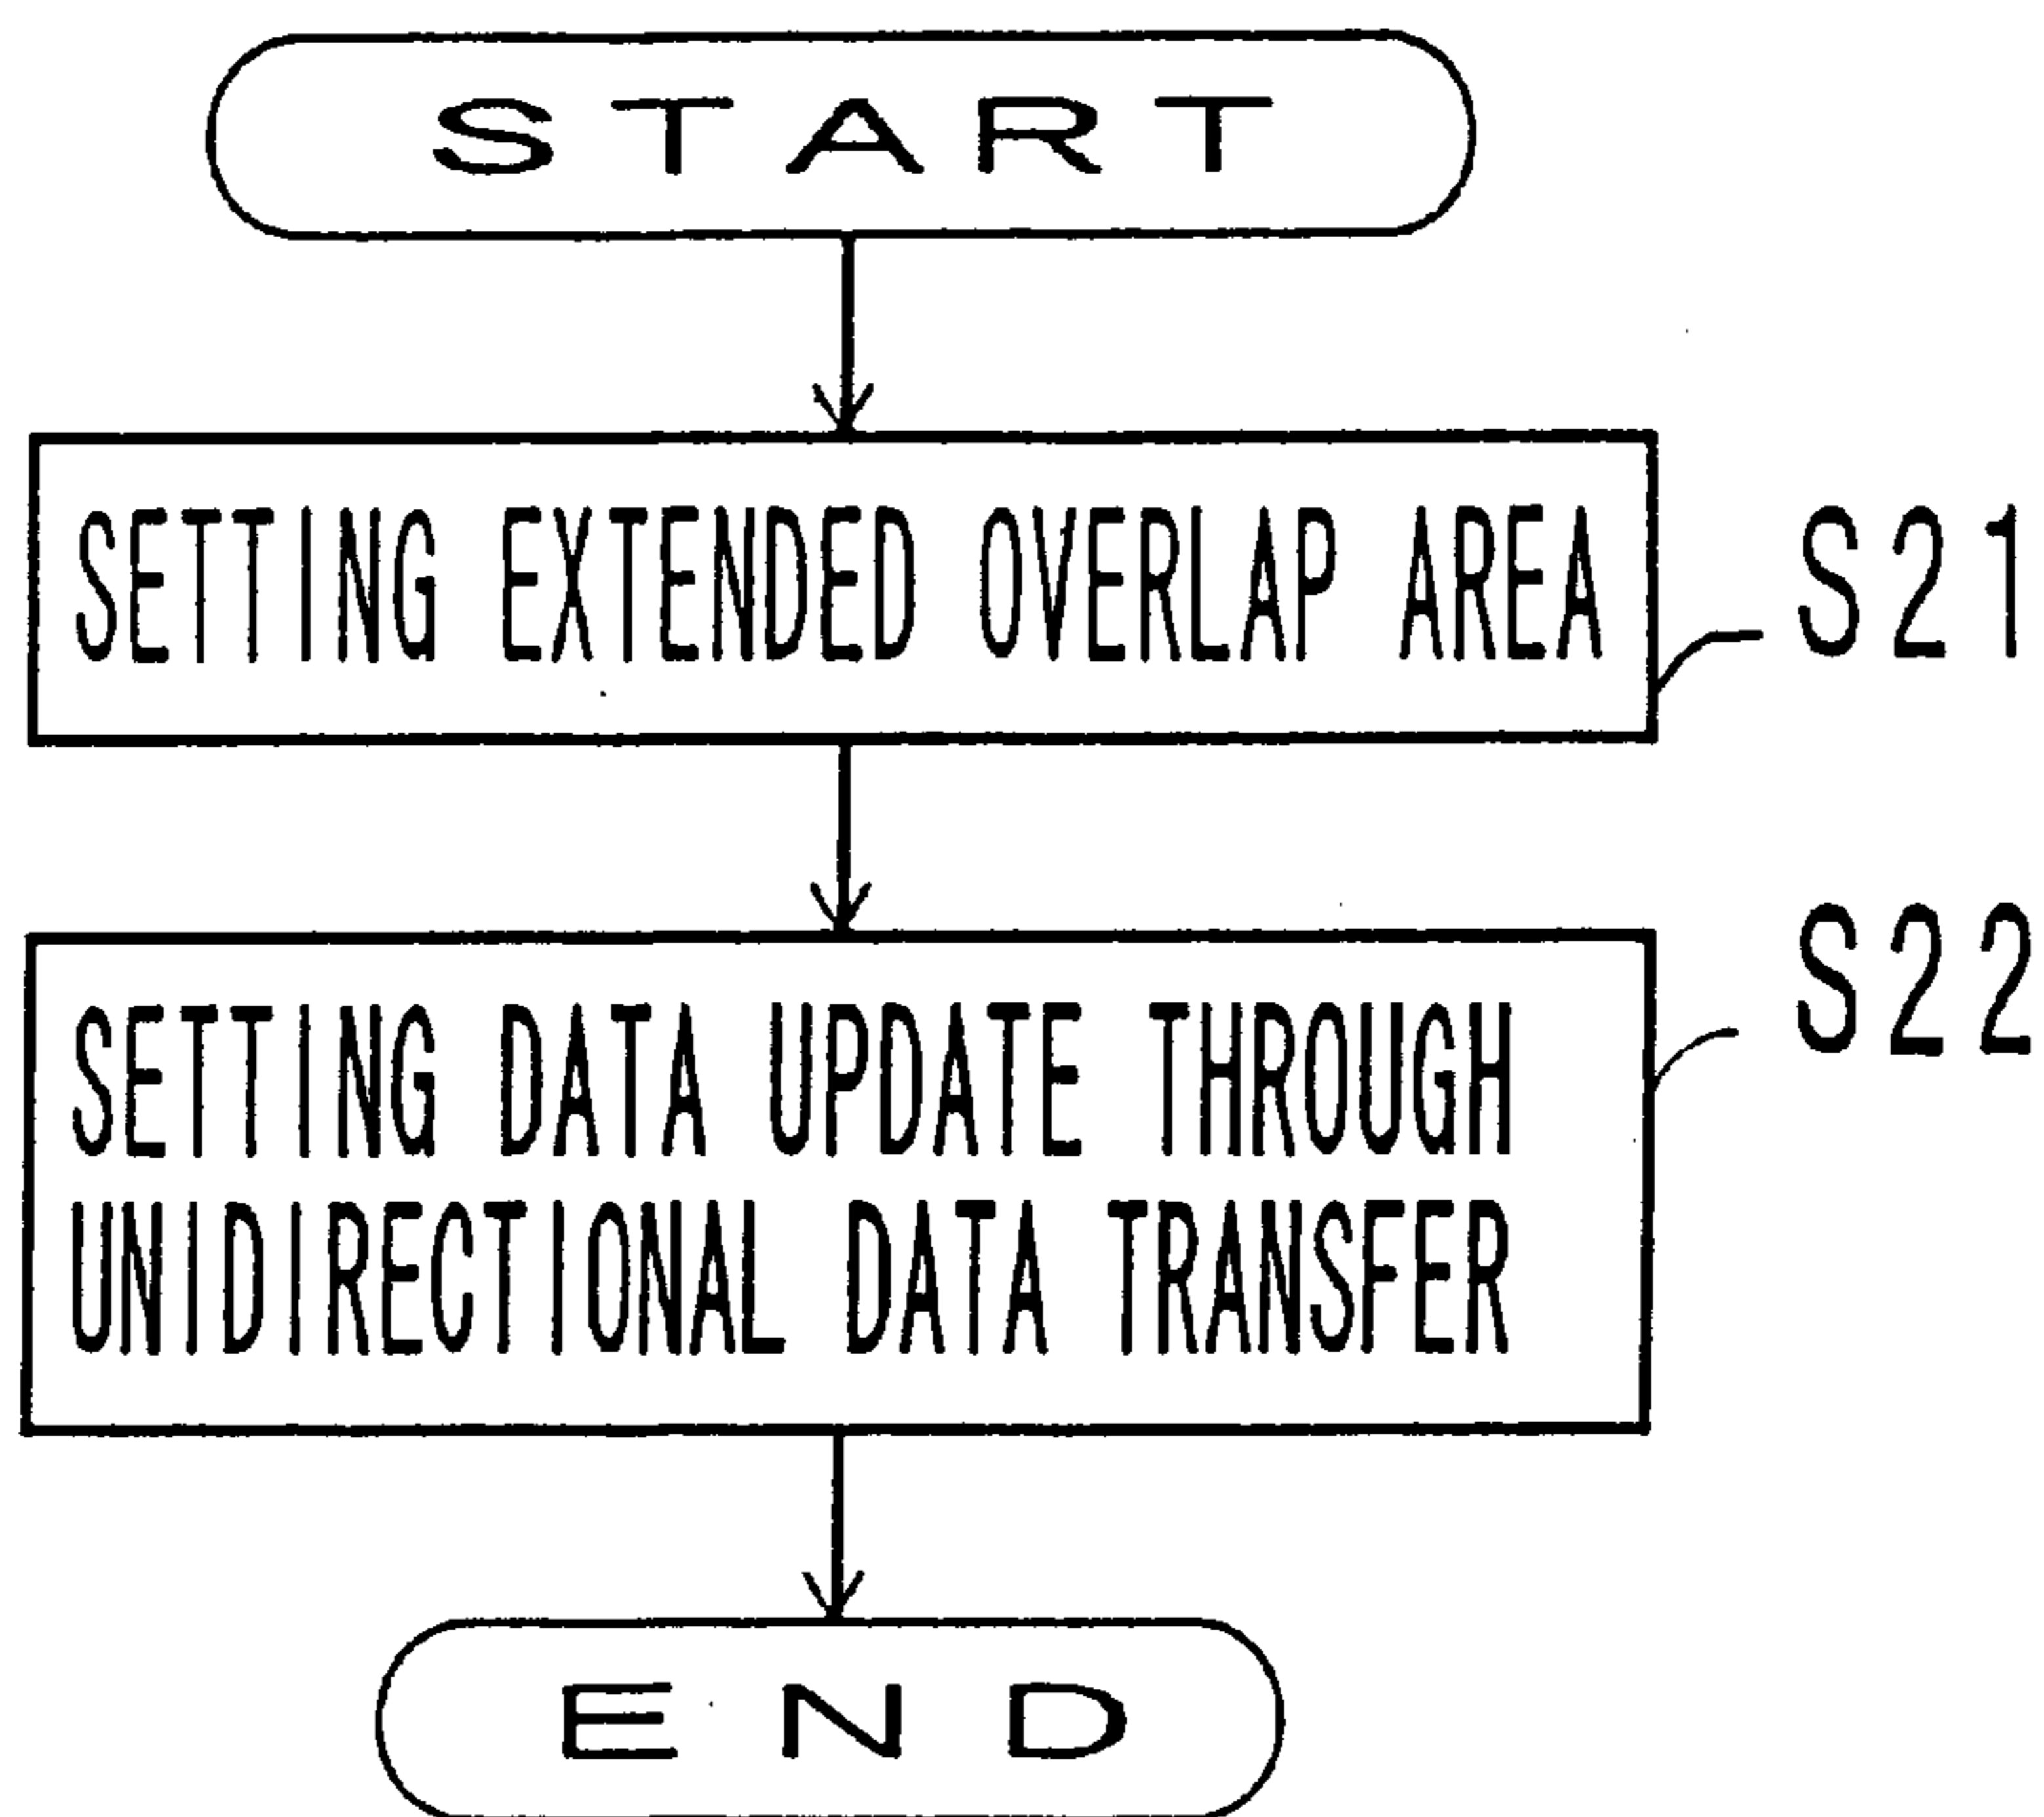 START
SETTING EXTENDED OVERLAP AREA
S21
S22
SETTING DATA UPDATE THROUGH
UNIDIRECTIONAL DATA TRANSFER
END